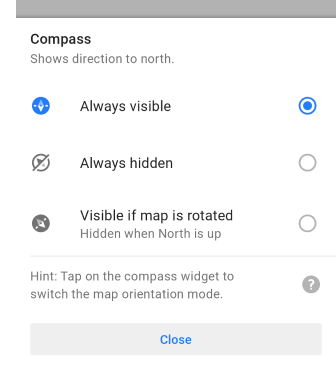 Compass
Shows direction to north.
Always visible
Always hidden
Visible if map is rotated
Hidden when North is up
Hint: Tap on the compass widget to
switch the map orientation mode.
?
Close